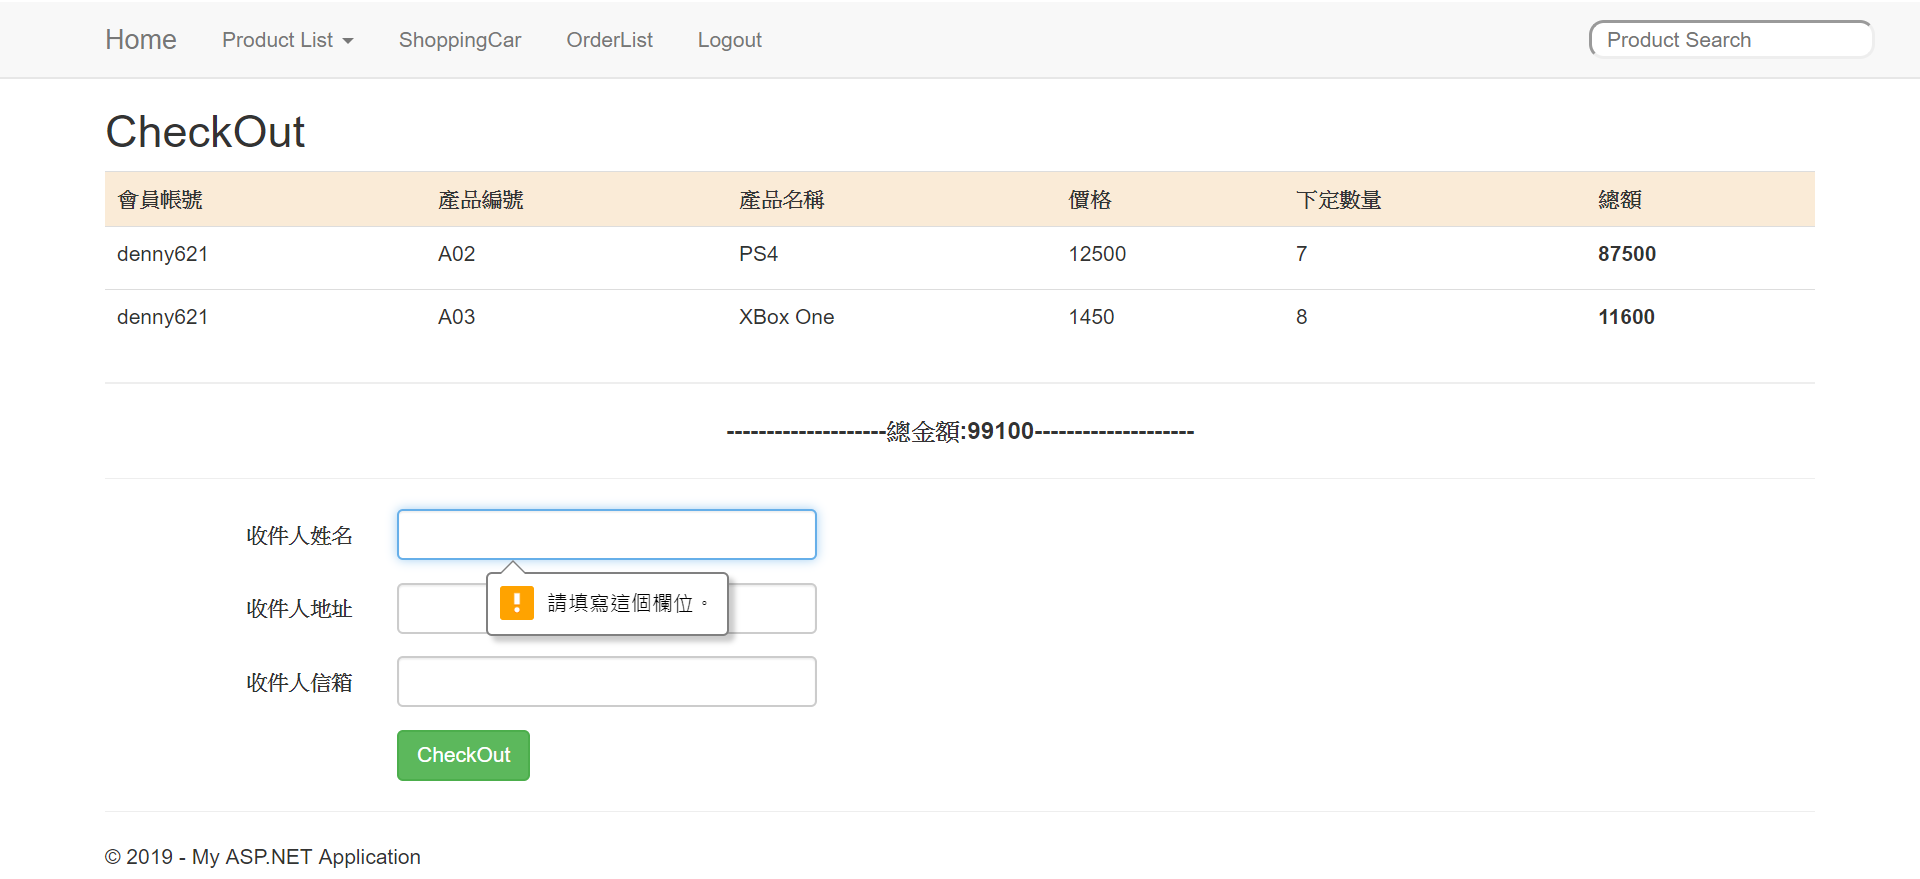 Home Product List ShoppingCar OrderList Logout Product Search
CheckOut
會員帳號 產品編號 產品名稱 價格 下定數量 總額
denny621 A02 PS4 12500 7 87500
denny621 A03 XBox One 1450 8 11600
--------------------總金額:99100--------------------
收件人姓名
請填寫這個欄位。
收件人地址
收件人信箱
CheckOut
© 2019 - My ASP.NET Application